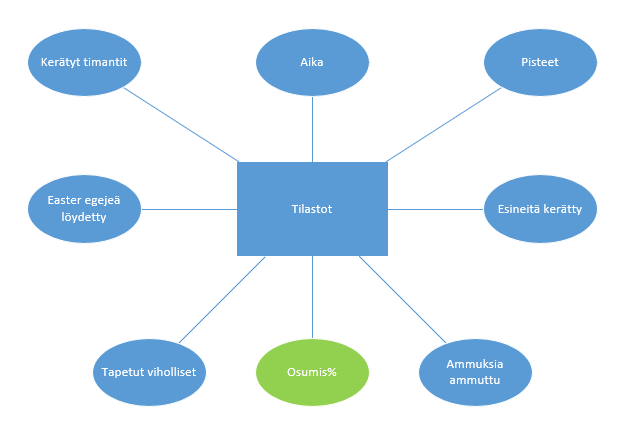 Kerätyt timantit
Aika
Pisteet
Easter egejeä
löydetty
Tilastot
Esineitä kerätty
Tapetut viholliset
Osumis%
Ammuksia
ammuttu